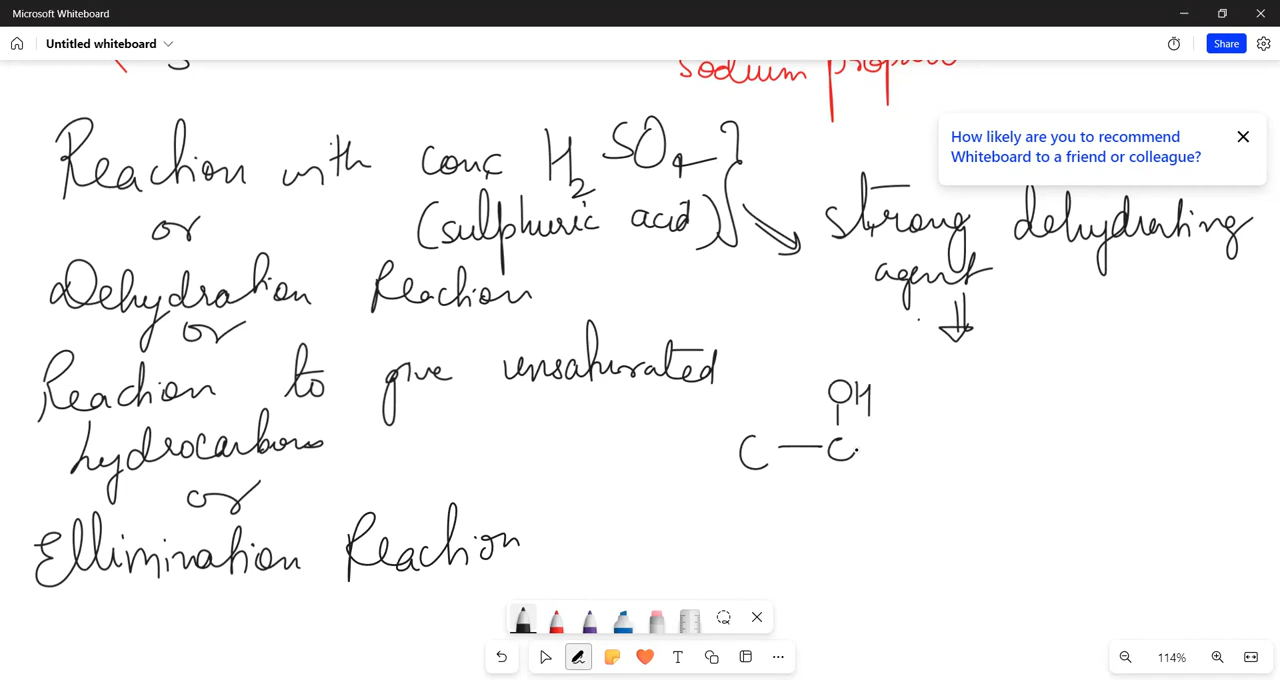 Microsoft Whiteboard
Untitled whiteboard
Share
sodium
How likely are you to recommend
Whiteboard to a friend or colleague?
Reaction with conc H2SO4
or
(sulphuric acid)
strong dehydrating
agent
Dehydration Reaction
or
Reaction to give unsaturated
hydrocarbons
or
Ellimination Reaction
OH
C — C
114%